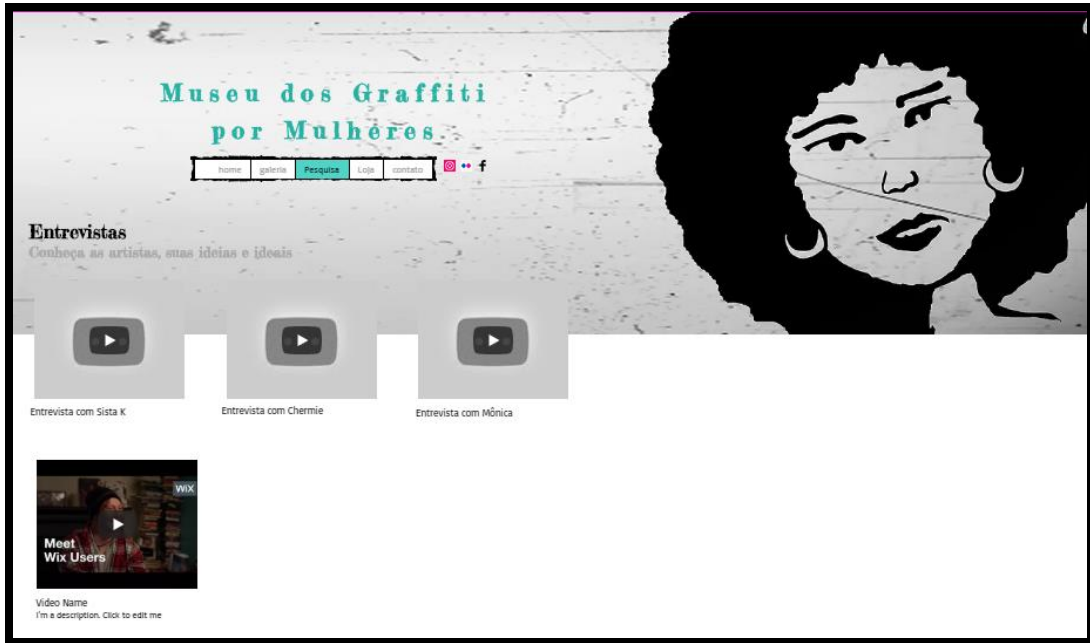 Museu dos Graffiti
por Mulheres
home galeria Pesquisa Loja contato
Entrevistas
Conheça as artistas, suas ideias e ideais
Entrevista com Sista K
Entrevista com Chermie
Entrevista com Mônica
WiX
Meet
Wix Users
Video Name
I'm a description. Click to edit me